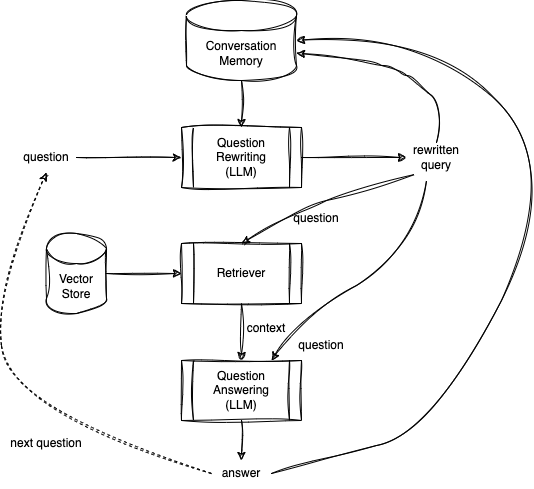 Conversation
Memory
Question
Rewriting
(LLM)
question
rewritten
query
question
Retriever
Vector
Store
context
question
Question
Answering
(LLM)
next question
answer